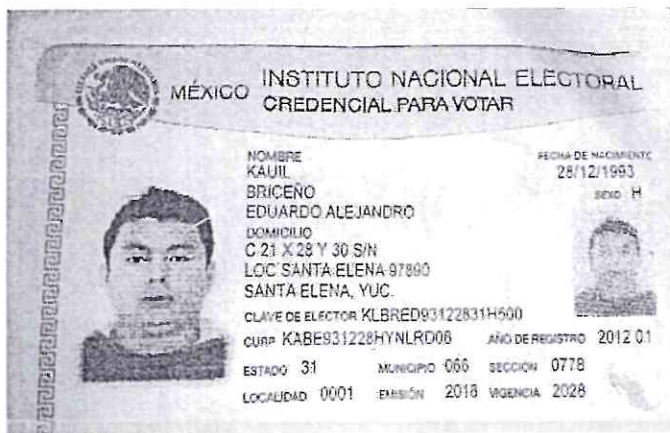 MÉXICO INSTITUTO NACIONAL ELECTORAL
CREDENCIAL PARA VOTAR
NOMBRE
KAUIL
BRICEÑO
EDUARDO ALEJANDRO
FECHA DE NACIMIENTO
28/12/1993
SEXO H
DOMICILIO
C 21 X 28 Y 30 S/N
LOC SANTA ELENA 97890
SANTA ELENA, YUC.
CLAVE DE ELECTOR KLBRED93122831H500
CURP KABE931228HYNLRD06 AÑO DE REGISTRO 2012 01
ESTADO 31 MUNICIPIO 066 SECCIÓN 0778
LOCALIDAD 0001 EMISIÓN 2018 VIGENCIA 2028